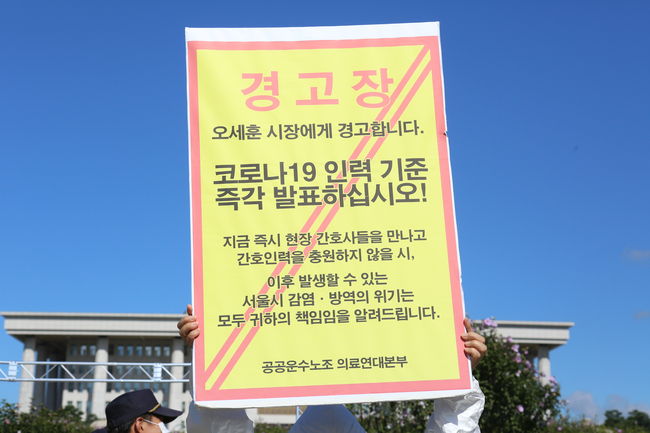 경고장
오세훈 시장에게 경고합니다.
코로나19 인력 기준
즉각 발표하십시오!
지금 즉시 현장 간호사들을 만나고
간호인력을 충원하지 않을 시,
이후 발생할 수 있는
서울시 감염 · 방역의 위기는
모두 귀하의 책임임을 알려드립니다.
공공운수노조 의료연대본부